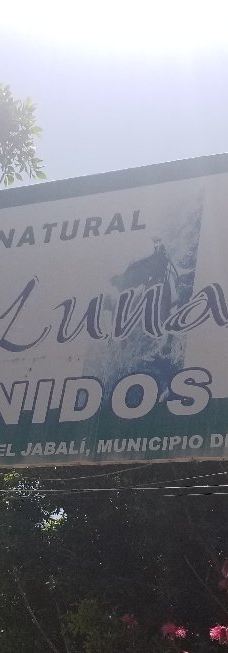 NATURAL
Luna
NIDOS
EL JABALÍ, MUNICIPIO DE